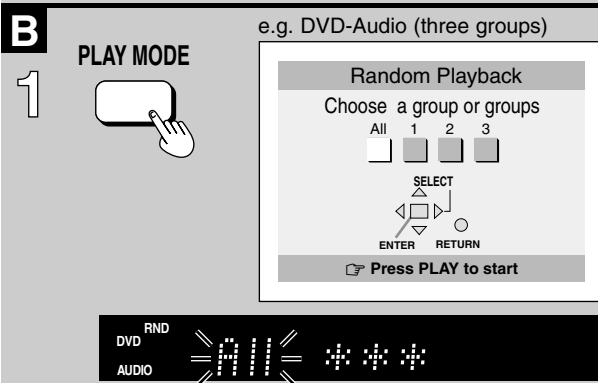 B
e.g. DVD-Audio (three groups)
1
PLAY MODE
Random Playback
Choose a group or groups
All 1 2 3
SELECT
ENTER RETURN
☞ Press PLAY to start
RND
DVD
AUDIO
All ***